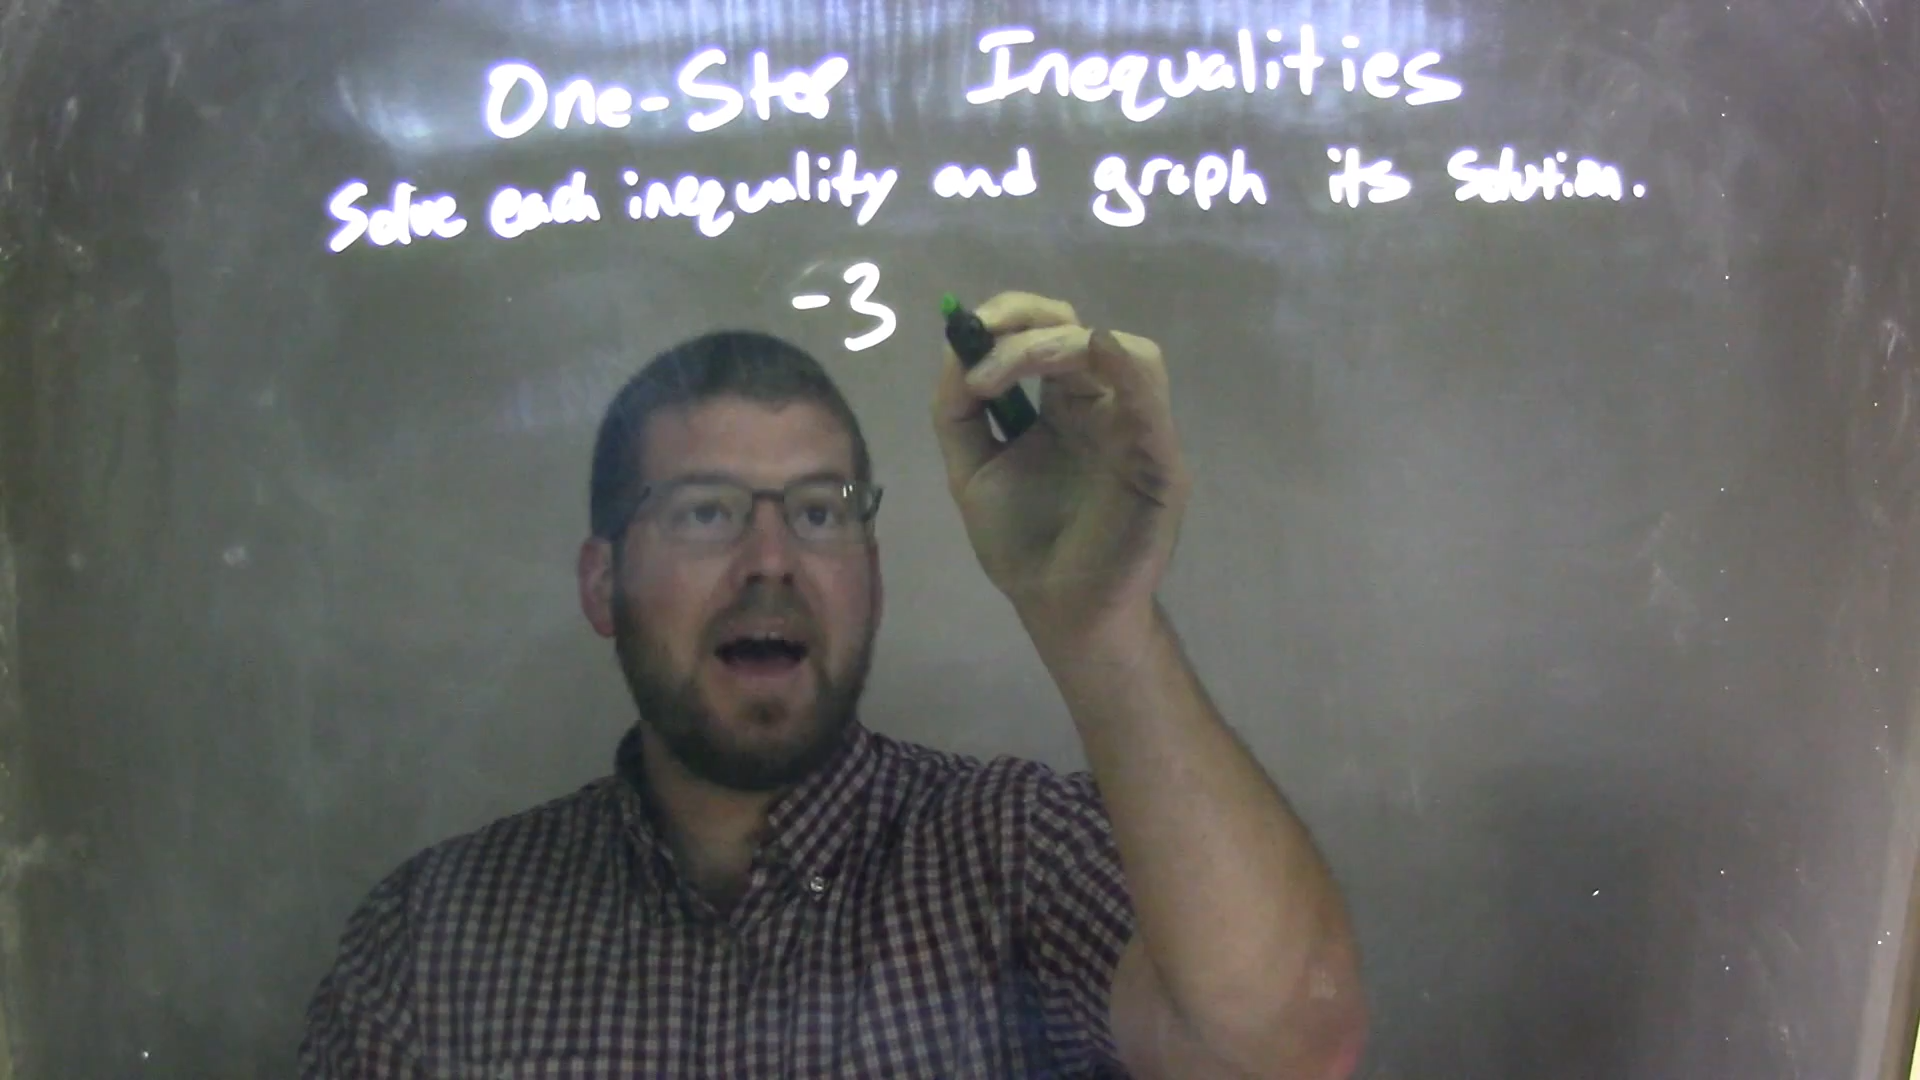 One-Step Inequalities
Solve each inequality and graph its solution.
-3